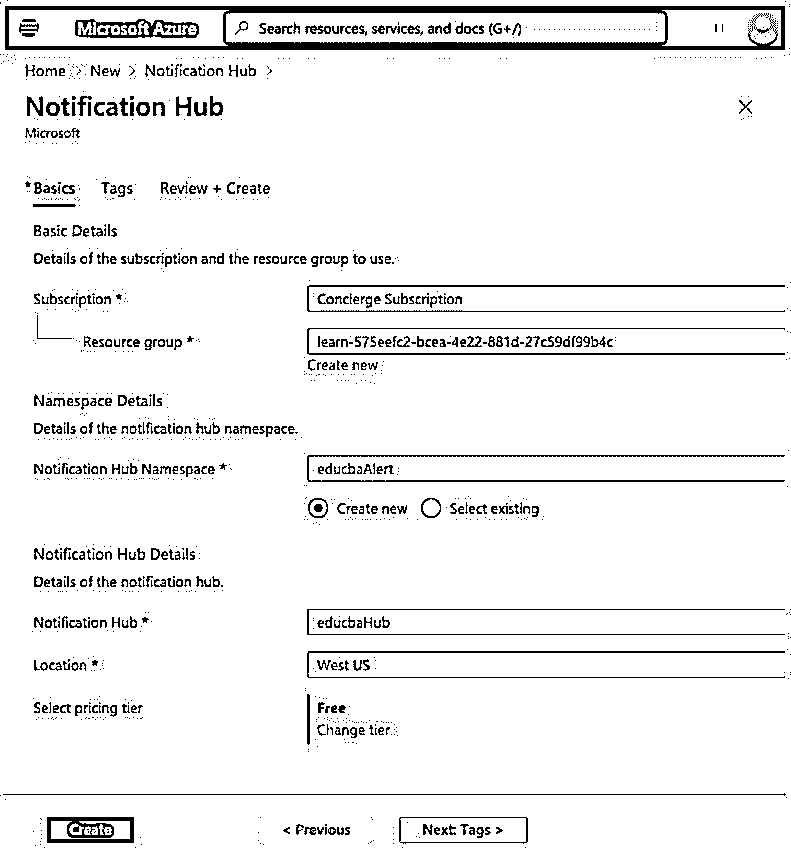 Microsoft Azure Search resources, services, and docs (G+/)
Home > New > Notification Hub >
Notification Hub
Microsoft
* Basics Tags Review + Create
Basic Details
Details of the subscription and the resource group to use.
Subscription * Concierge Subscription
Resource group * learn-575eefc2-bcea-4e22-881d-27c59df99b4c
Create new
Namespace Details
Details of the notification hub namespace.
Notification Hub Namespace * educbaAlert
Create new Select existing
Notification Hub Details
Details of the notification hub.
Notification Hub * educbaHub
Location * West US
Select pricing tier Free
Change tier
Create < Previous Next: Tags >